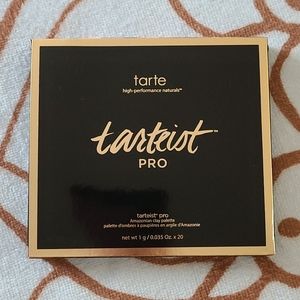 tarte
high-performance naturals™
tarteist™
PRO
tarteist® pro
Amazonian clay palette
palette d'ombres à paupières en argile d'Amazonie
net wt 1 g / 0.035 Oz. x 20